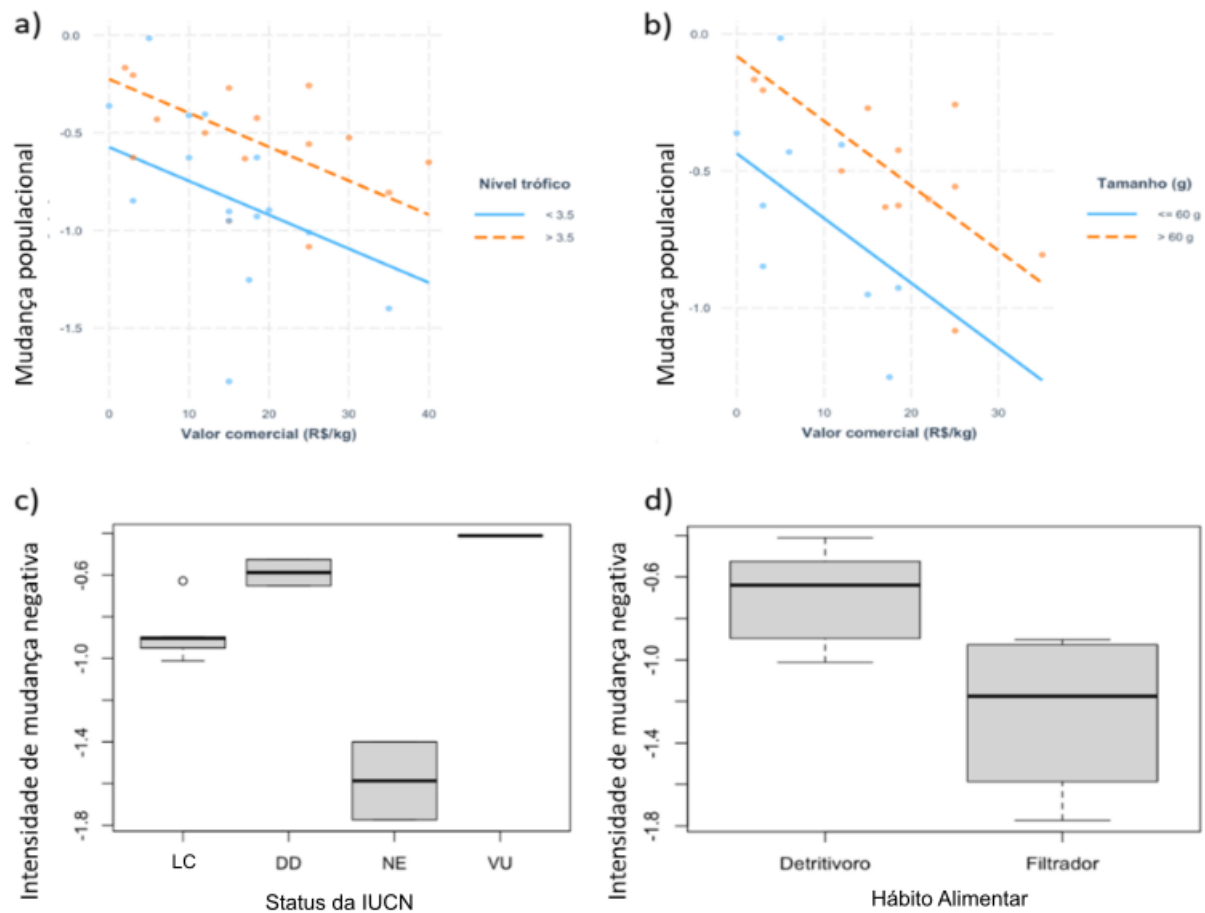 a)
Mudança populacional
0.0
-0.5
-1.0
-1.5
0 10 20 30 40
Valor comercial (R$/kg)
Nível trófico
< 3.5
> 3.5
b)
Mudança populacional
0.0
-0.5
-1.0
0 10 20 30
Valor comercial (R$/kg)
Tamanho (g)
<= 60 g
> 60 g
c)
Intensidade de mudança negativa
-0.6
-1.0
-1.4
-1.8
LC DD NE VU
Status da IUCN
d)
Intensidade de mudança negativa
-0.6
-1.0
-1.4
-1.8
Detritivoro Filtrador
Hábito Alimentar